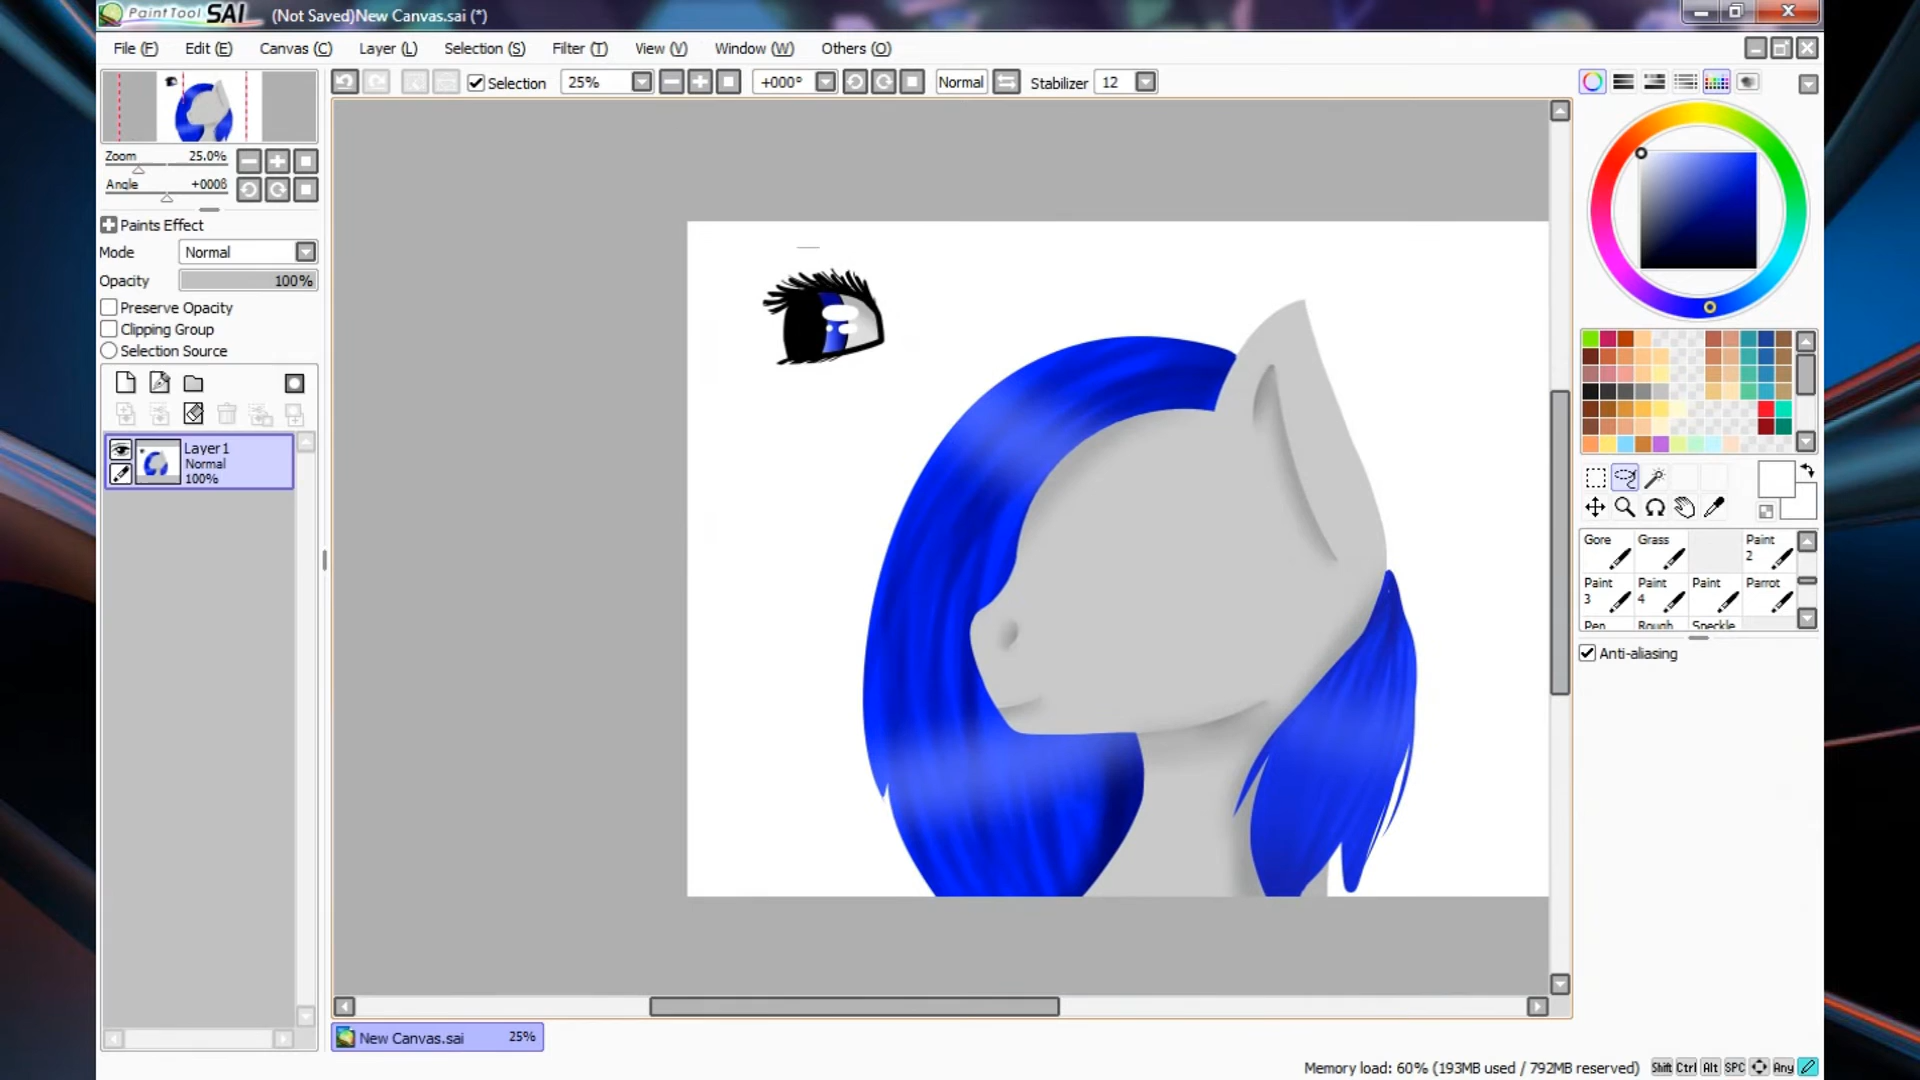 PaintTool SAI (Not Saved)New Canvas.sai (*)
File (F) Edit (E) Canvas (C) Layer (L) Selection (S) Filter (T) View (V) Window (W) Others (O)
Selection 25% +000° Normal Stabilizer 12
Zoom 25.0%
Angle +000ß
Paints Effect
Mode Normal
Opacity 100%
Preserve Opacity
Clipping Group
Selection Source
Layer1
Normal
100%
Gore Grass Paint 2
Paint 3 Paint 4 Paint Parrot
Pen Rough Speckle
Anti-aliasing
New Canvas.sai 25%
Memory load: 60% (193MB used / 792MB reserved) Shift Ctrl Alt SPC Any